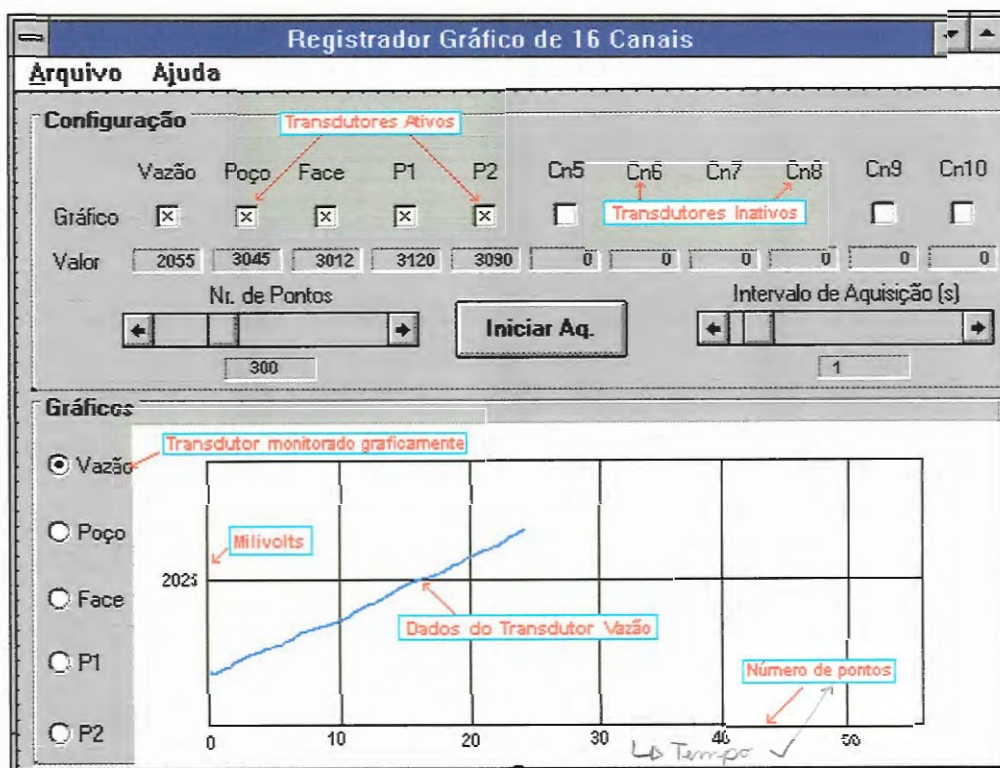 Registrador Gráfico de 16 Canais
Arquivo Ajuda
Configuração
Transdutores Ativos
Vazão Poço Face P1 P2 Cn5 Cn6 Cn7 Cn8 Cn9 Cn10
Gráfico Transdutores Inativos
Valor 2055 3045 3012 3120 3090 0 0 0 0 0 0
Nr. de Pontos Intervalo de Aquisição (s)
Iniciar Aq.
300 1
Gráficos
Transdutor monitorado graficamente
Vazão
Poço
Milivolts
2025
Face
Dados do Transdutor Vazão
P1
Número de pontos
P2
0 10 20 30 40 50
Tempo